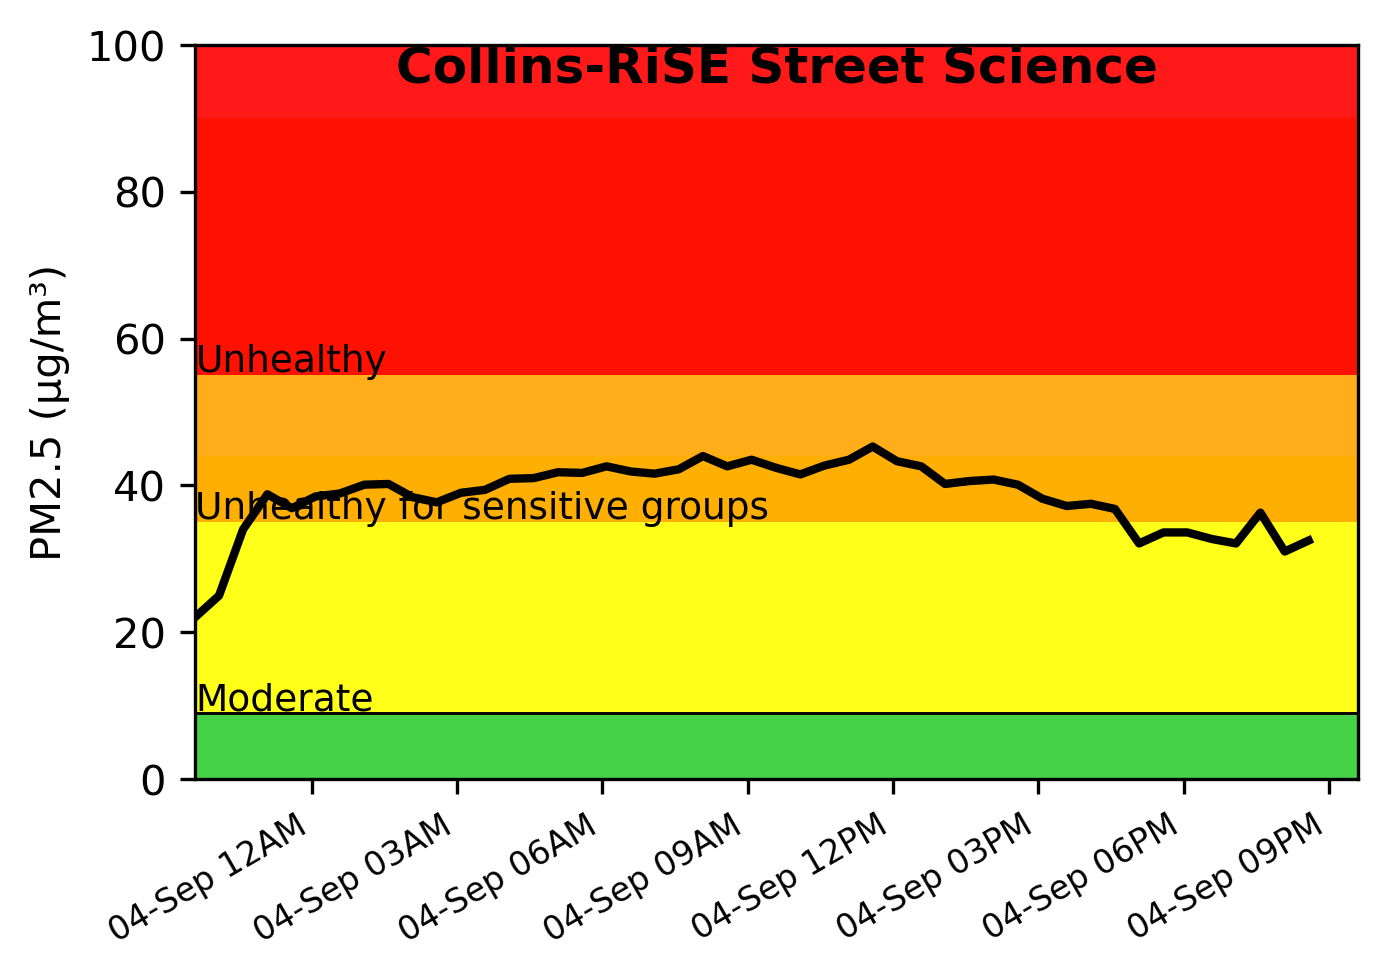 Collins-RiSE Street Science
100
80
60
40
20
0
PM2.5 (µg/m³)
Unhealthy
Unhealthy for sensitive groups
Moderate
04-Sep 12AM
04-Sep 03AM
04-Sep 06AM
04-Sep 09AM
04-Sep 12PM
04-Sep 03PM
04-Sep 06PM
04-Sep 09PM